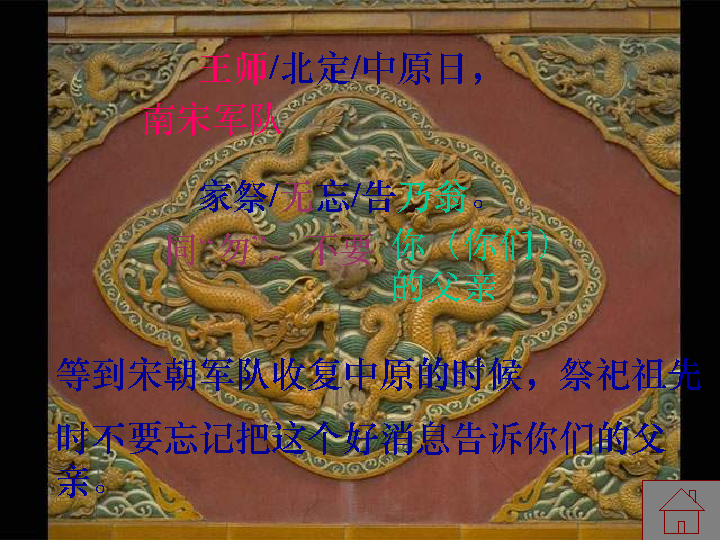 王师/北定/中原日，
南宋军队
家祭/无忘/告乃翁。
同“勿”，不要 你（你们）
的父亲
等到宋朝军队收复中原的时候，祭祀祖先
时不要忘记把这个好消息告诉你们的父
亲。